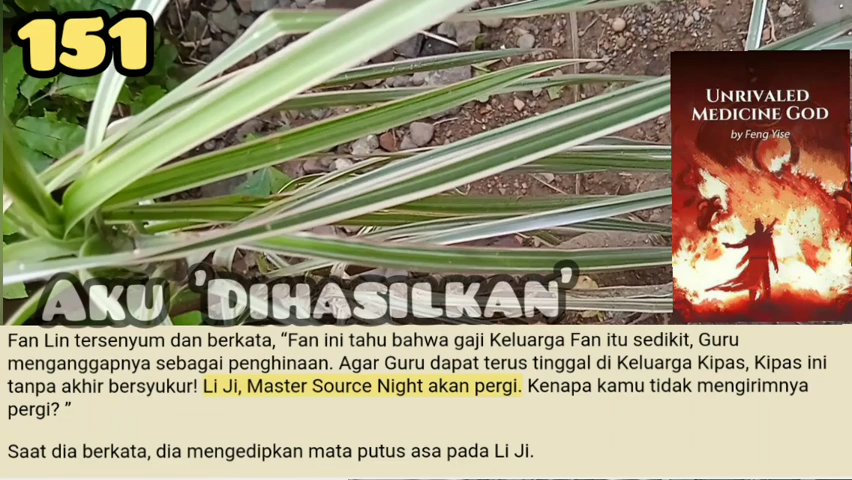 151
UNRIVALED
MEDICINE GOD
by Feng Yise
AKU 'DIHASILKAN'
Fan Lin tersenyum dan berkata, “Fan ini tahu bahwa gaji Keluarga Fan itu sedikit, Guru
menganggapnya sebagai penghinaan. Agar Guru dapat terus tinggal di Keluarga Kipas, Kipas ini
tanpa akhir bersyukur! Li Ji, Master Source Night akan pergi. Kenapa kamu tidak mengirimnya
pergi? ”
Saat dia berkata, dia mengedipkan mata putus asa pada Li Ji.